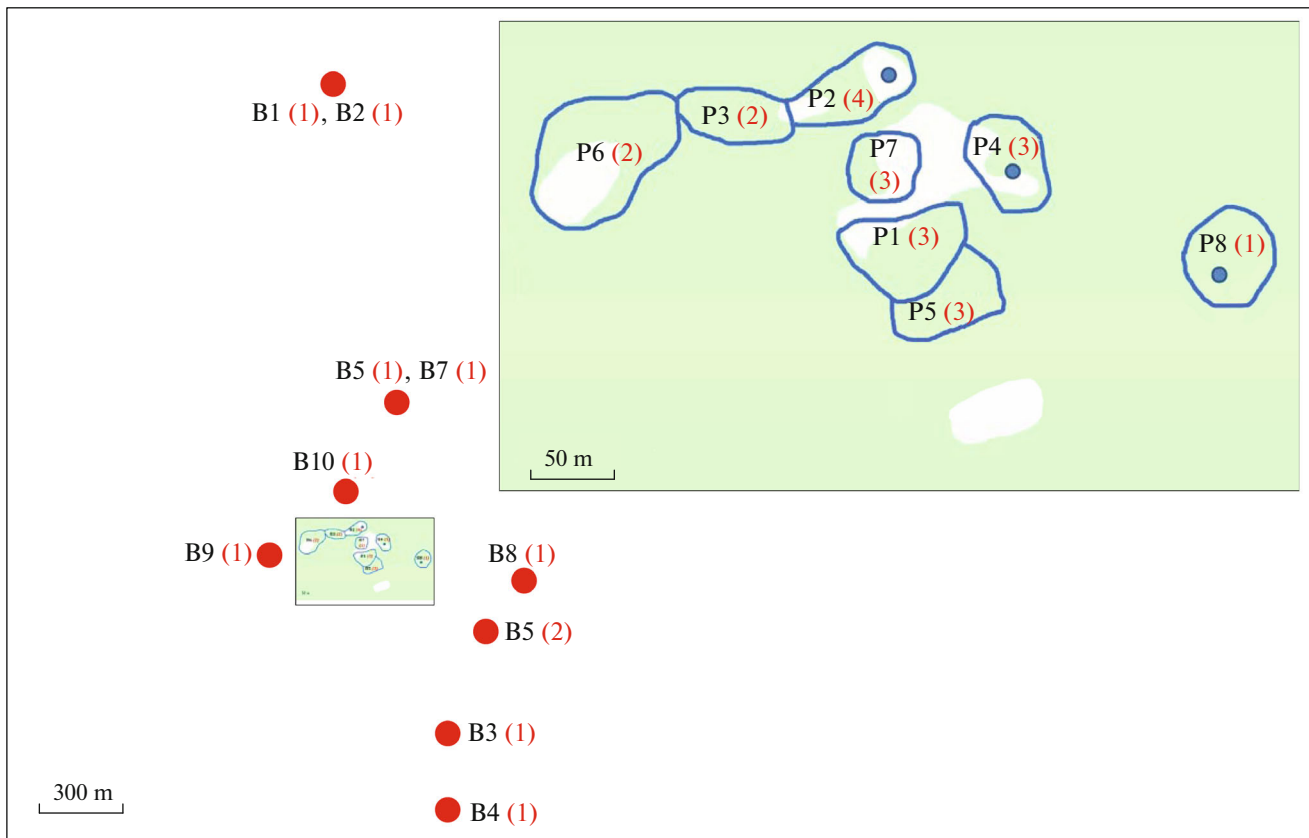 B1 (1), B2 (1)
P2 (4)
P3 (2)
P7
(3)
P4 (3)
P6 (2)
P1 (3)
P8 (1)
P5 (3)
50 m
B5 (1), B7 (1)
B10 (1)
B9 (1)
B8 (1)
B5 (2)
B3 (1)
B4 (1)
300 m